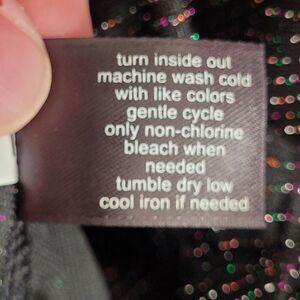 turn inside out
machine wash cold
with like colors
gentle cycle
only non-chlorine
bleach when
needed
tumble dry low
cool iron if needed